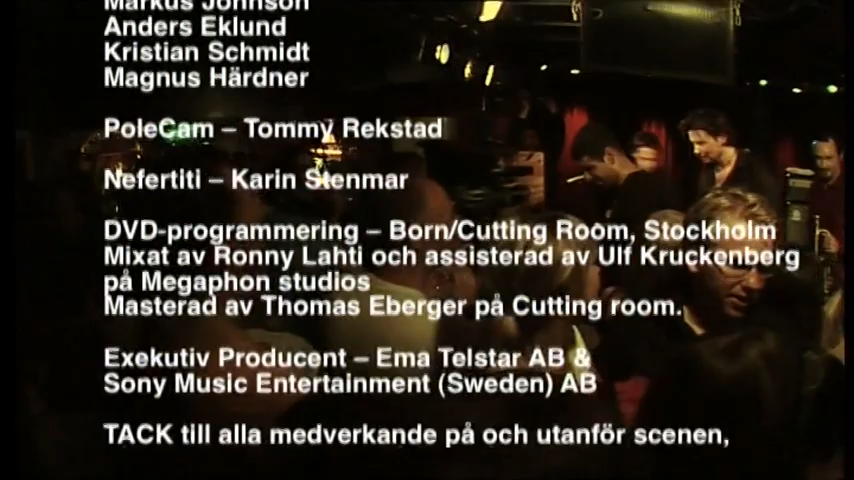 Markus Johnson
Anders Eklund
Kristian Schmidt
Magnus Härdner
PoleCam – Tommy Rekstad
Nefertiti – Karin Stenmar
DVD-programmering – Born/Cutting Room, Stockholm
Mixat av Ronny Lahti och assisterad av Ulf Kruckenberg
på Megaphon studios
Masterad av Thomas Eberger på Cutting room.
Exekutiv Producent – Ema Telstar AB &
Sony Music Entertainment (Sweden) AB
TACK till alla medverkande på och utanför scenen,